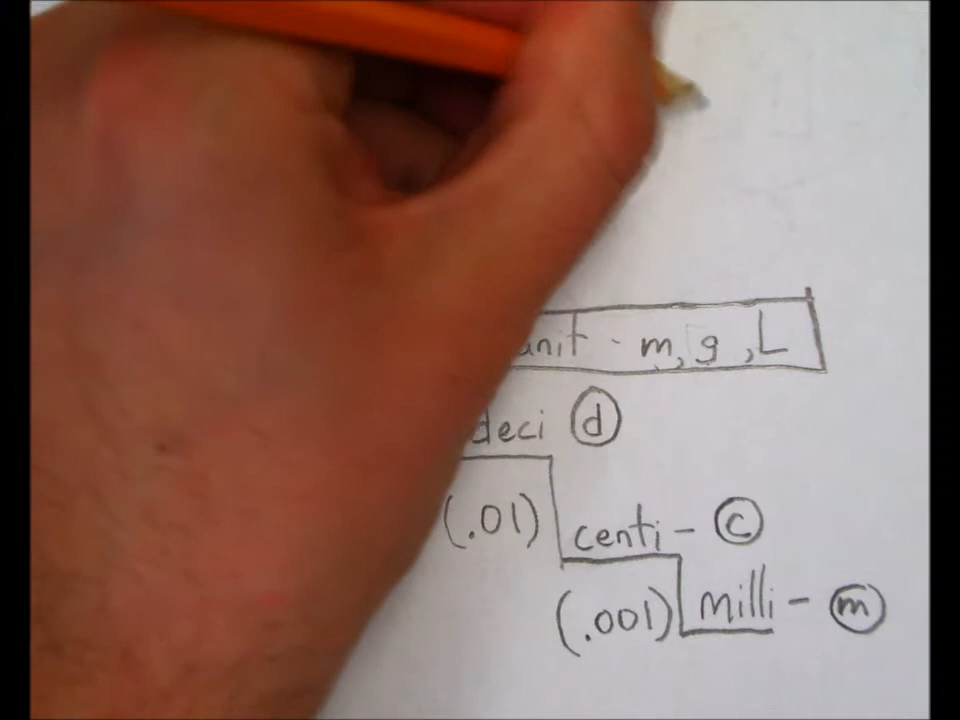 unit - m, g, L
deci d
(.01) centi - c
(.001) milli - m